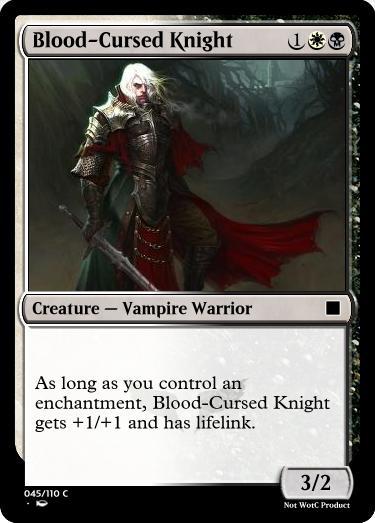 Blood-Cursed Knight 1
Creature — Vampire Warrior
As long as you control an
enchantment, Blood-Cursed Knight
gets +1/+1 and has lifelink.
3/2
045/110 C
Not WotC Product